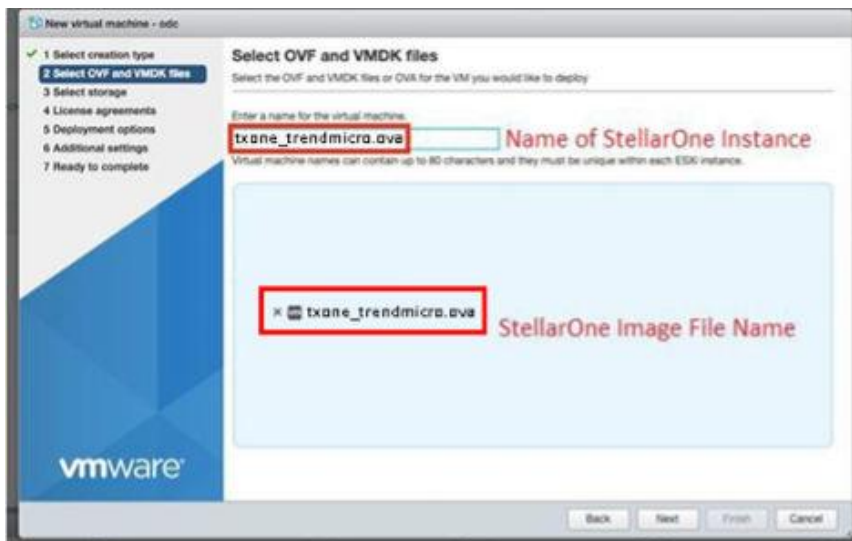 New virtual machine - odc
1 Select creation type
2 Select OVF and VMDK files
3 Select storage
4 License agreements
5 Deployment options
6 Additional settings
7 Ready to complete
vmware
Select OVF and VMDK files
Select the OVF and VMDK files or OVA for the VM you would like to deploy
Enter a name for the virtual machine.
txone_trendmicro.ova
Name of StellarOne Instance
Virtual machine names can contain up to 80 characters and they must be unique within each ESXi instance.
× txone_trendmicro.ova
StellarOne Image File Name
Back
Next
Finish
Cancel